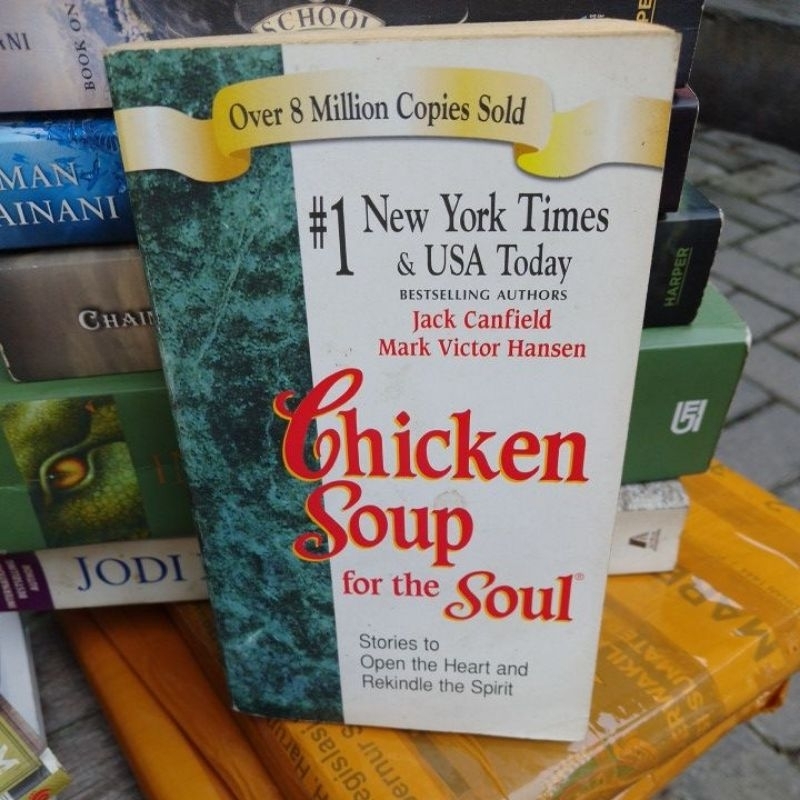 SCHOOL
BOOK ON
Over 8 Million Copies Sold
#1 New York Times
& USA Today
BESTSELLING AUTHORS
Jack Canfield
Mark Victor Hansen
Chicken
Soup
for the Soul®
Stories to
Open the Heart and
Rekindle the Spirit
MAN
AINANI
HARPER
JODI